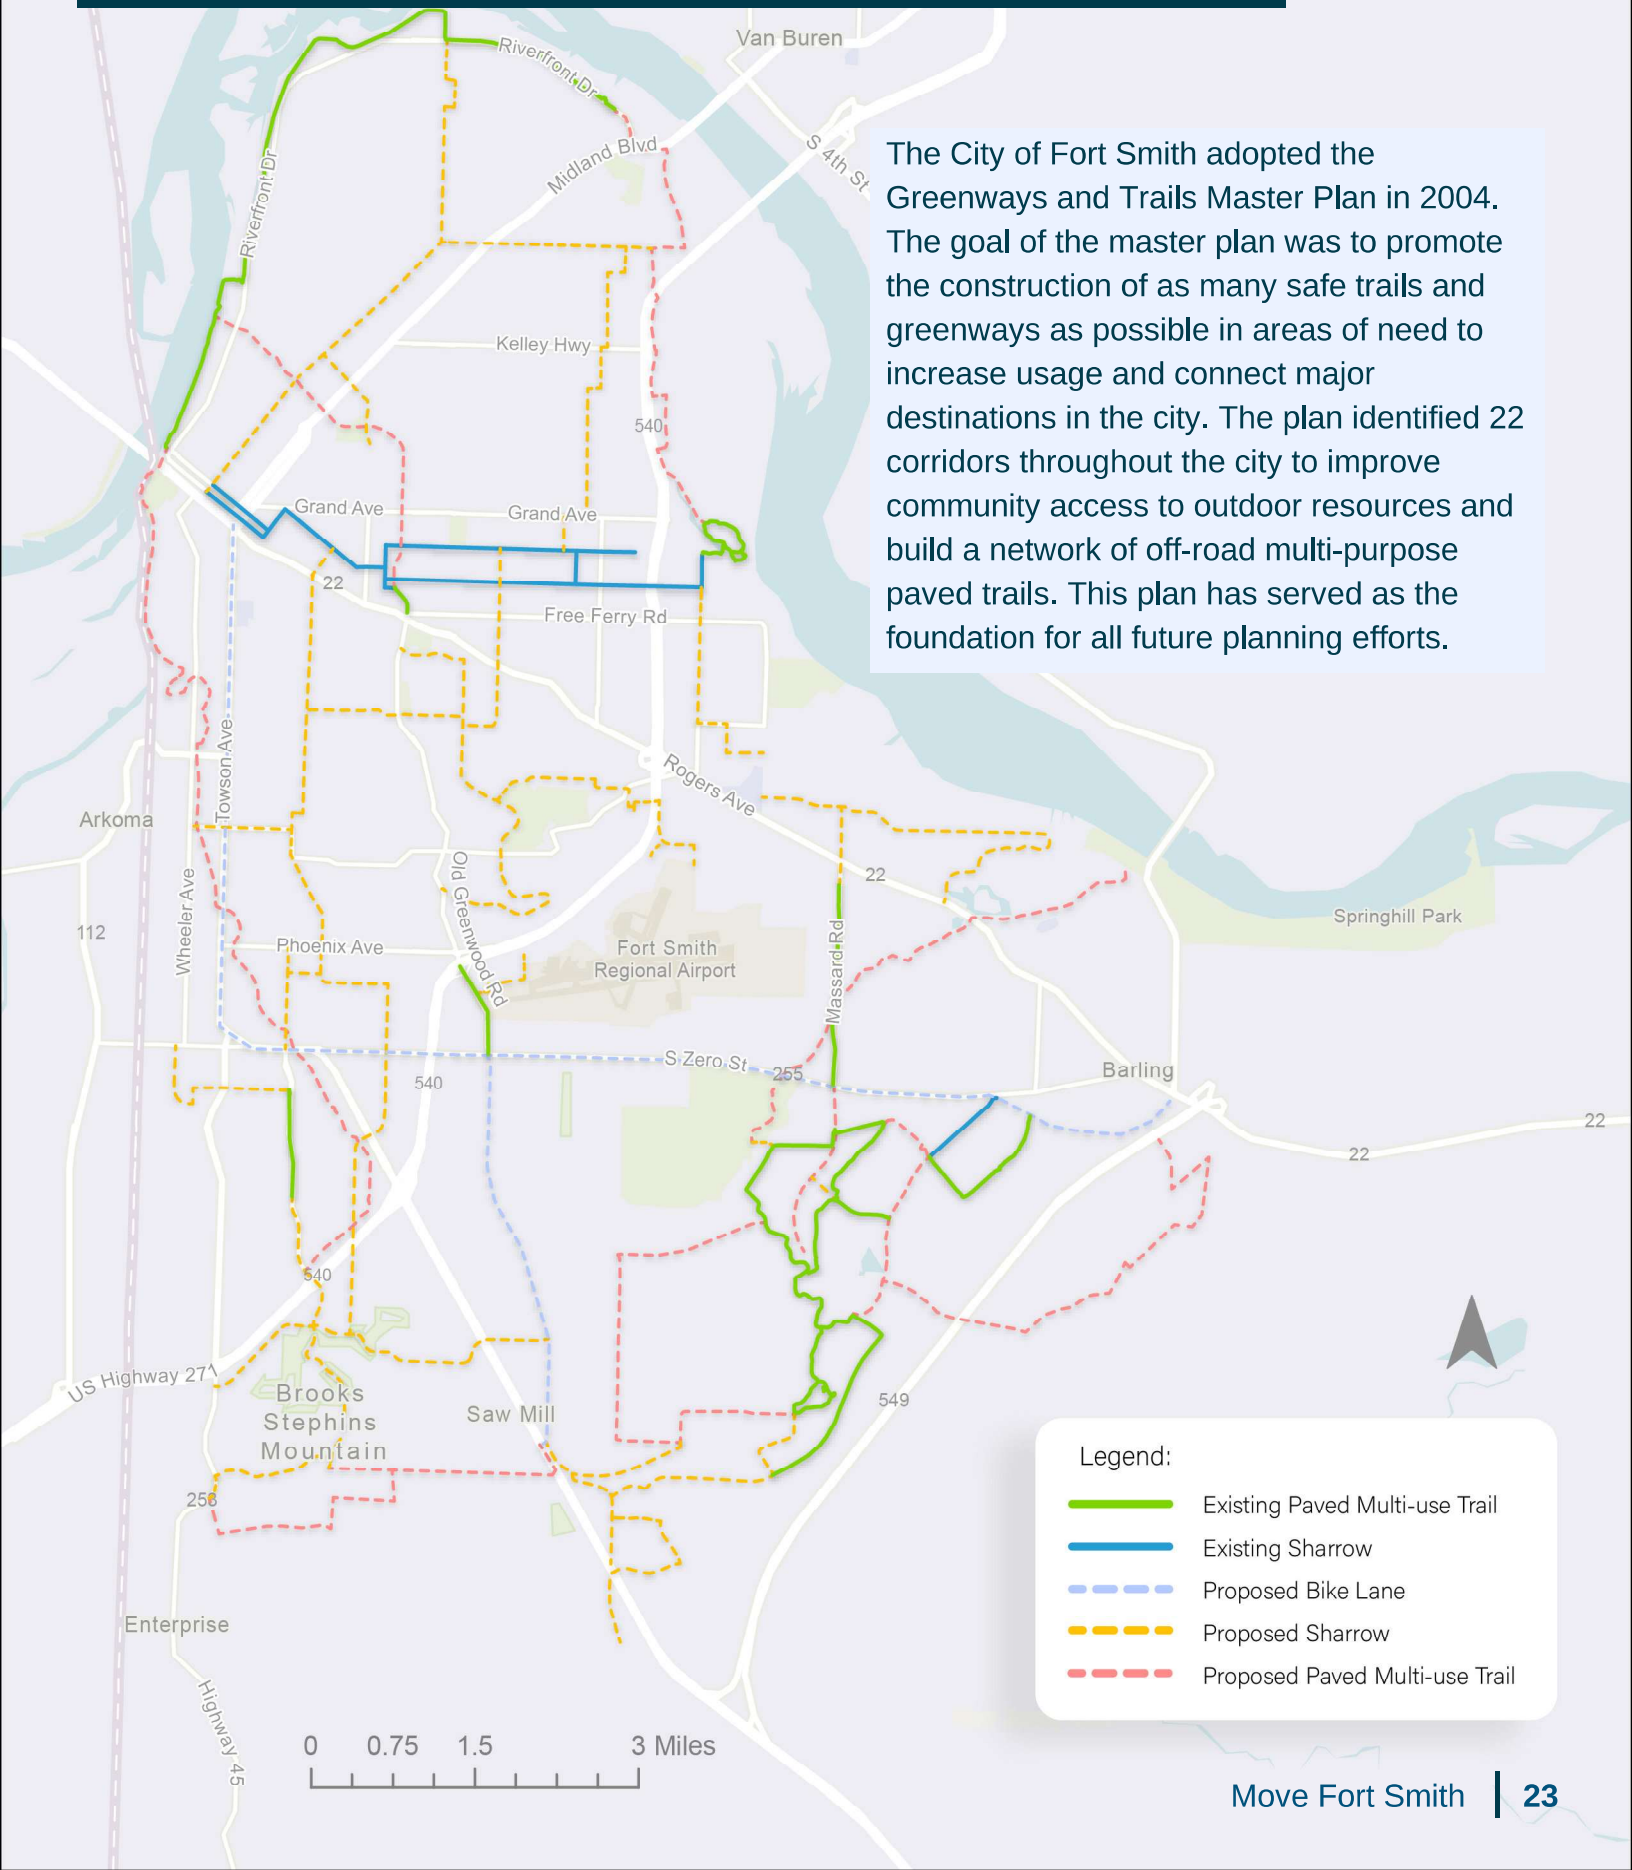 Van Buren
Riverfront Dr
S 4th St
Midland Blvd
Riverfront Dr
The City of Fort Smith adopted the
Greenways and Trails Master Plan in 2004.
The goal of the master plan was to promote
the construction of as many safe trails and
greenways as possible in areas of need to
increase usage and connect major
destinations in the city. The plan identified 22
corridors throughout the city to improve
community access to outdoor resources and
build a network of off-road multi-purpose
paved trails. This plan has served as the
foundation for all future planning efforts.
Kelley Hwy
540
Grand Ave
Grand Ave
22
Free Ferry Rd
Towson Ave
Rogers Ave
Arkoma
Old Greenwood Rd
22
Wheeler Ave
112
Phoenix Ave
Fort Smith
Regional Airport
Massard Rd
Springhill Park
S Zero St
255
540
Barling
22
22
540
US Highway 271
Brooks
Stephins
Mountain
Saw Mill
549
253
Enterprise
Highway 45
Legend:
Existing Paved Multi-use Trail
Existing Sharrow
Proposed Bike Lane
Proposed Sharrow
Proposed Paved Multi-use Trail
0 0.75 1.5 3 Miles
Move Fort Smith 23